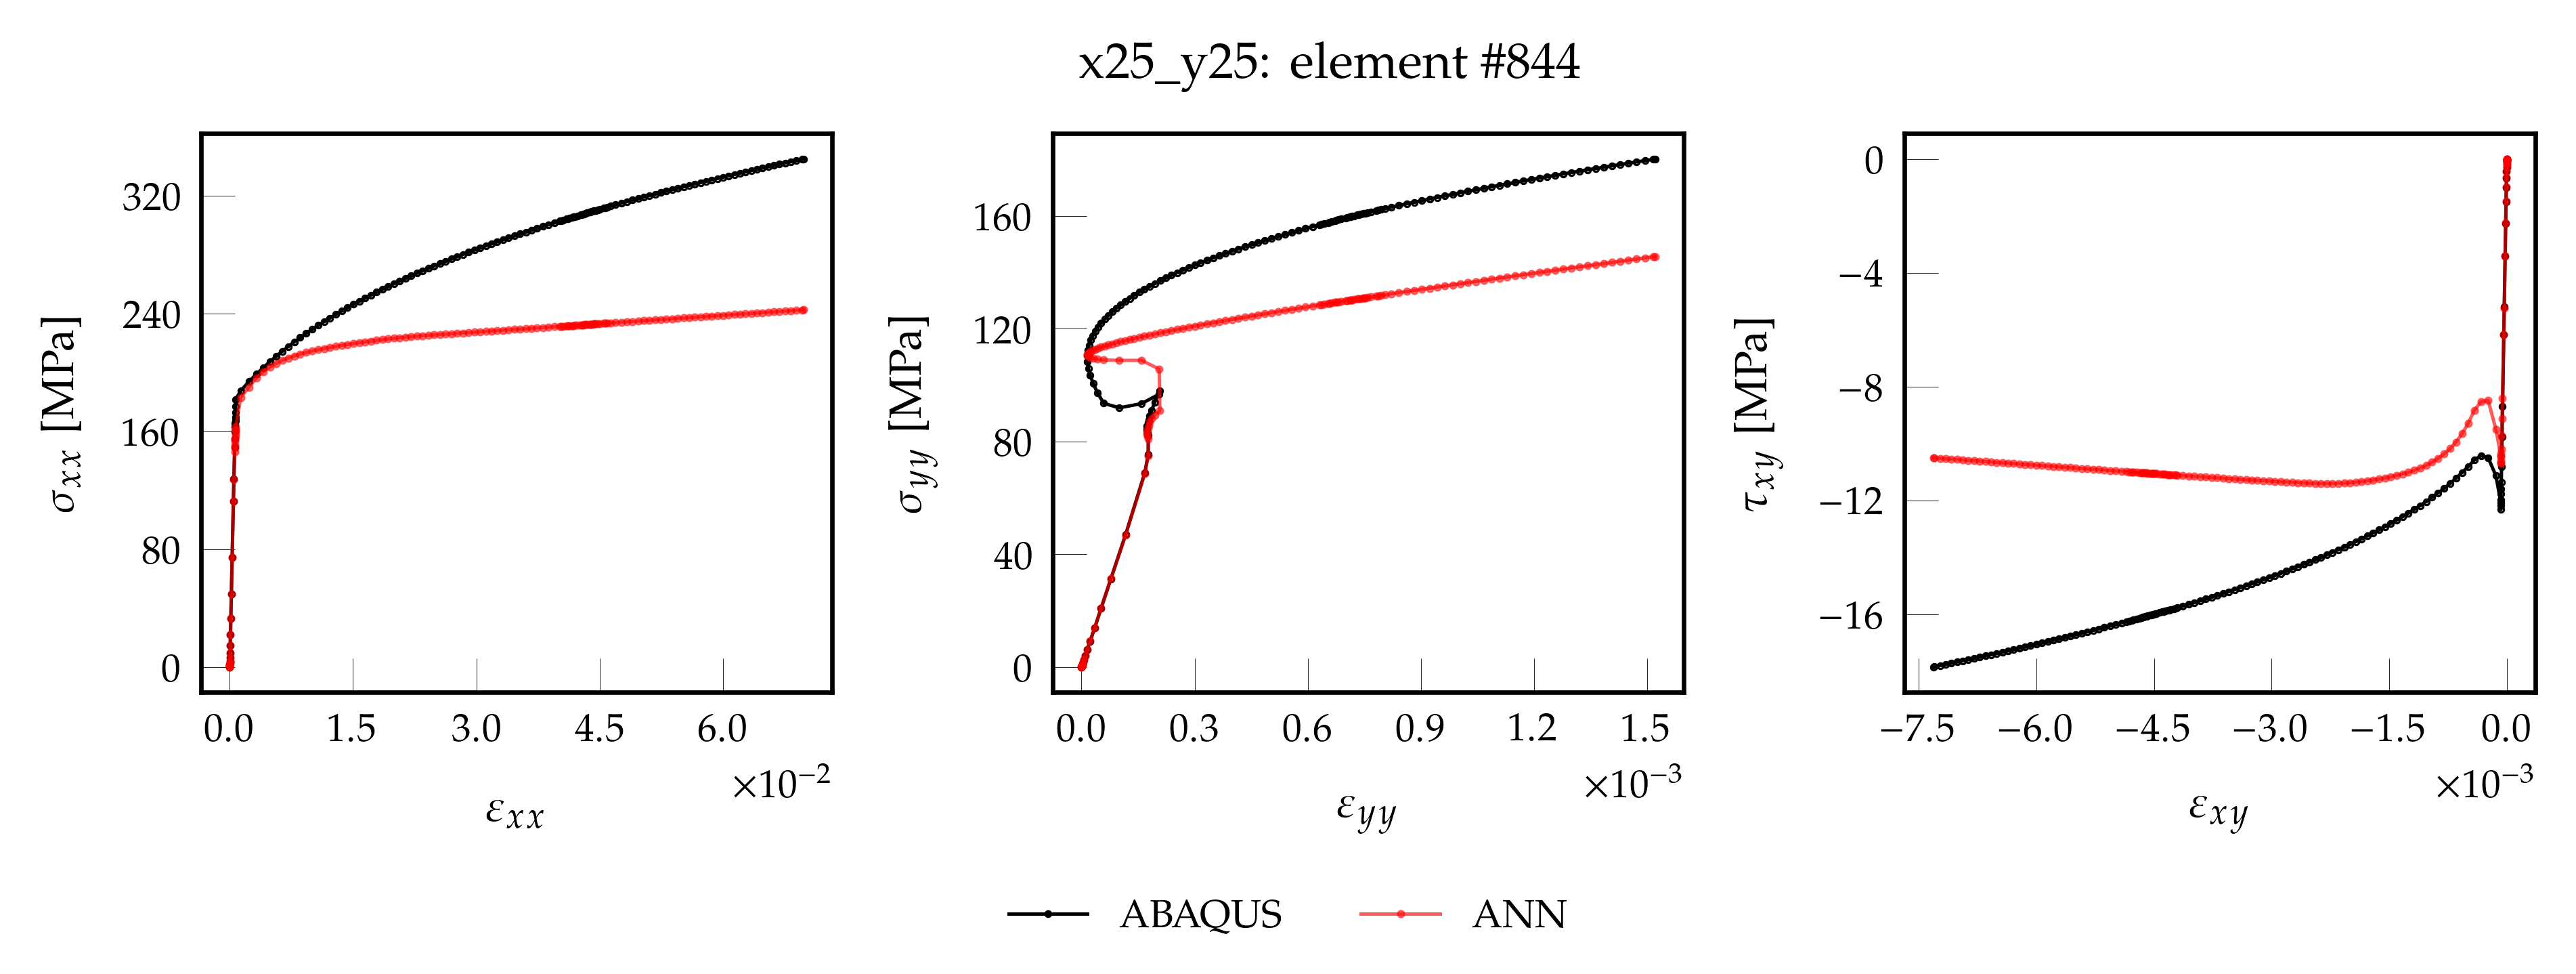 x25_y25: element #844
σxx [MPa]
320
240
160
80
0
0.0 1.5 3.0 4.5 6.0
×10−2
εxx
σyy [MPa]
160
120
80
40
0
0.0 0.3 0.6 0.9 1.2 1.5
×10−3
εyy
τxy [MPa]
0
−4
−8
−12
−16
−7.5 −6.0 −4.5 −3.0 −1.5 0.0
×10−3
εxy
ABAQUS ANN